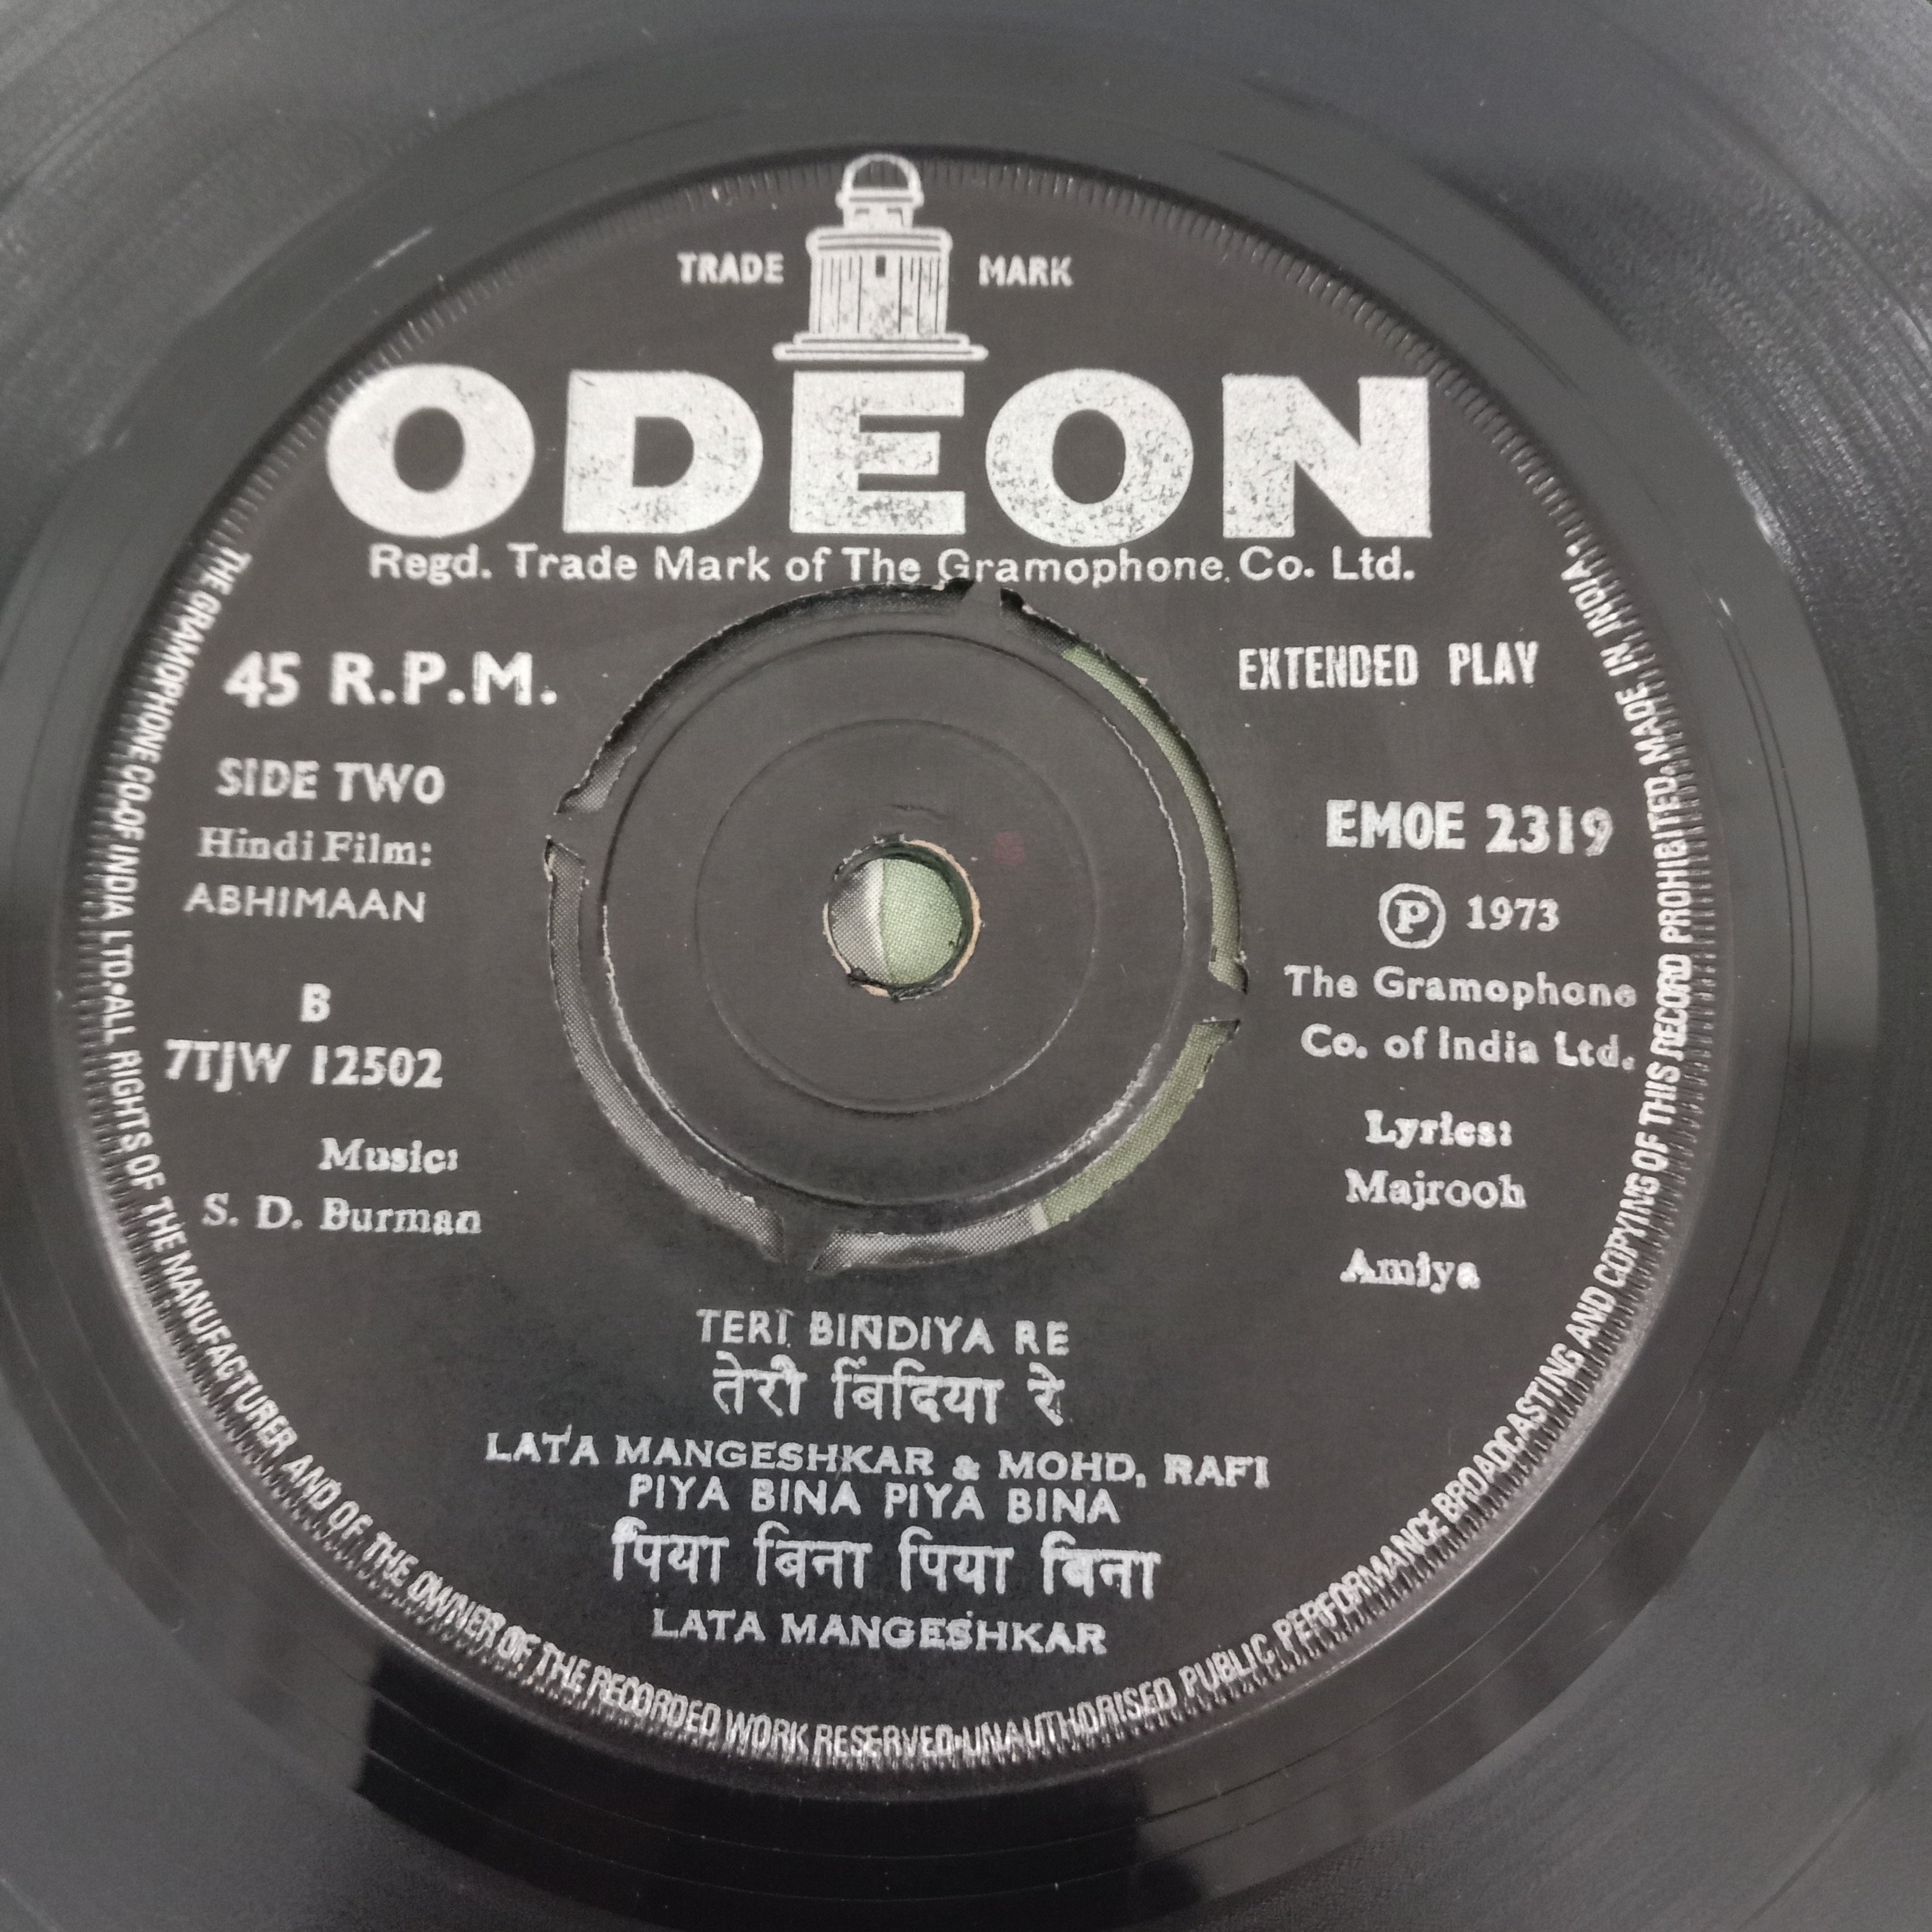 TRADE MARK
ODEON
Regd. Trade Mark of The Gramophone Co. Ltd.
45 R.P.M.
EXTENDED PLAY
SIDE TWO
Hindi Film:
ABHIMAAN
B
7TJW 12502
Music:
S. D. Burman
EMOE 2319
Ⓟ 1973
The Gramophone
Co. of India Ltd.
Lyrics:
Majrooh
Amiya
TERI BINDIYA RE
तेरी बिंदिया रे
LATA MANGESHKAR & MOHD. RAFI
PIYA BINA PIYA BINA
पिया बिना पिया बिना
LATA MANGESHKAR
THE GRAMOPHONE CO. OF INDIA LTD. ALL RIGHTS OF THE MANUFACTURER AND OF THE OWNER OF THE RECORDED WORK RESERVED. UNAUTHORISED PUBLIC PERFORMANCE BROADCASTING AND COPYING OF THIS RECORD PROHIBITED. MADE IN INDIA.